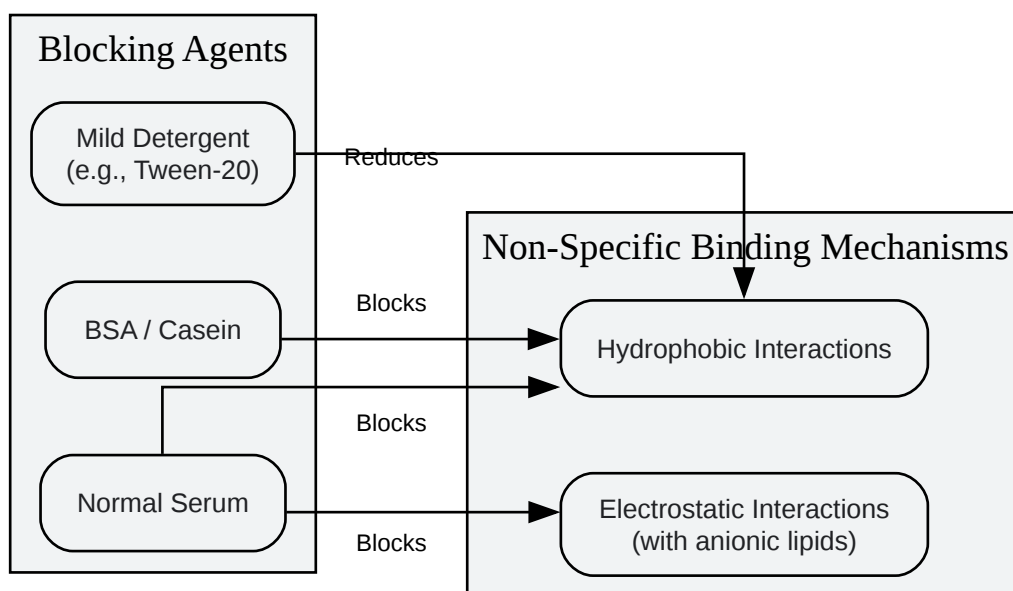 Blocking Agents
Mild Detergent
(e.g., Tween-20)
Reduces
Non-Specific Binding Mechanisms
BSA / Casein
Blocks
Hydrophobic Interactions
Blocks
Normal Serum
Electrostatic Interactions
(with anionic lipids)
Blocks